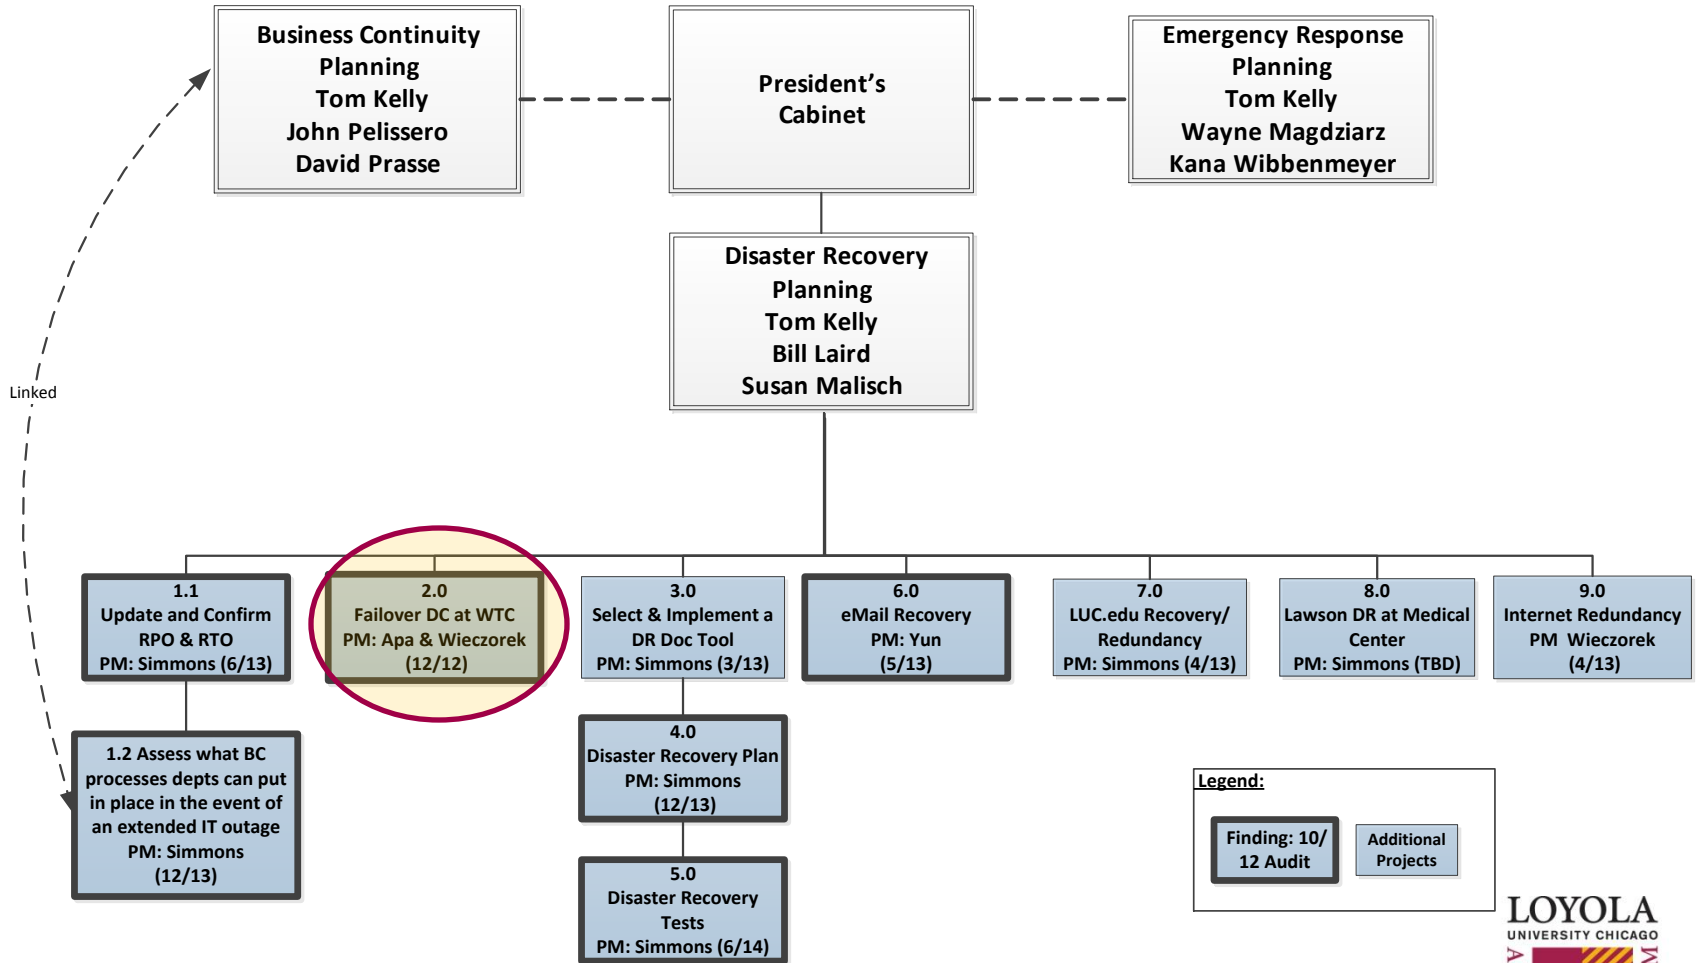 Business Continuity
Planning
Tom Kelly
John Pelissero
David Prasse
President's
Cabinet
Emergency Response
Planning
Tom Kelly
Wayne Magdziarz
Kana Wibbenmeyer
Disaster Recovery
Planning
Tom Kelly
Bill Laird
Susan Malisch
Linked
1.1
Update and Confirm
RPO & RTO
PM: Simmons (6/13)
2.0
Failover DC at WTC
PM: Apa & Wieczorek
(12/12)
3.0
Select & Implement a
DR Doc Tool
PM: Simmons (3/13)
6.0
eMail Recovery
PM: Yun
(5/13)
7.0
LUC.edu Recovery/
Redundancy
PM: Simmons (4/13)
8.0
Lawson DR at Medical
Center
PM: Simmons (TBD)
9.0
Internet Redundancy
PM Wieczorek
(4/13)
1.2 Assess what BC
processes depts can put
in place in the event of
an extended IT outage
PM: Simmons
(12/13)
4.0
Disaster Recovery Plan
PM: Simmons
(12/13)
5.0
Disaster Recovery
Tests
PM: Simmons (6/14)
Legend:
Finding: 10/
12 Audit
Additional
Projects
LOYOLA
UNIVERSITY CHICAGO